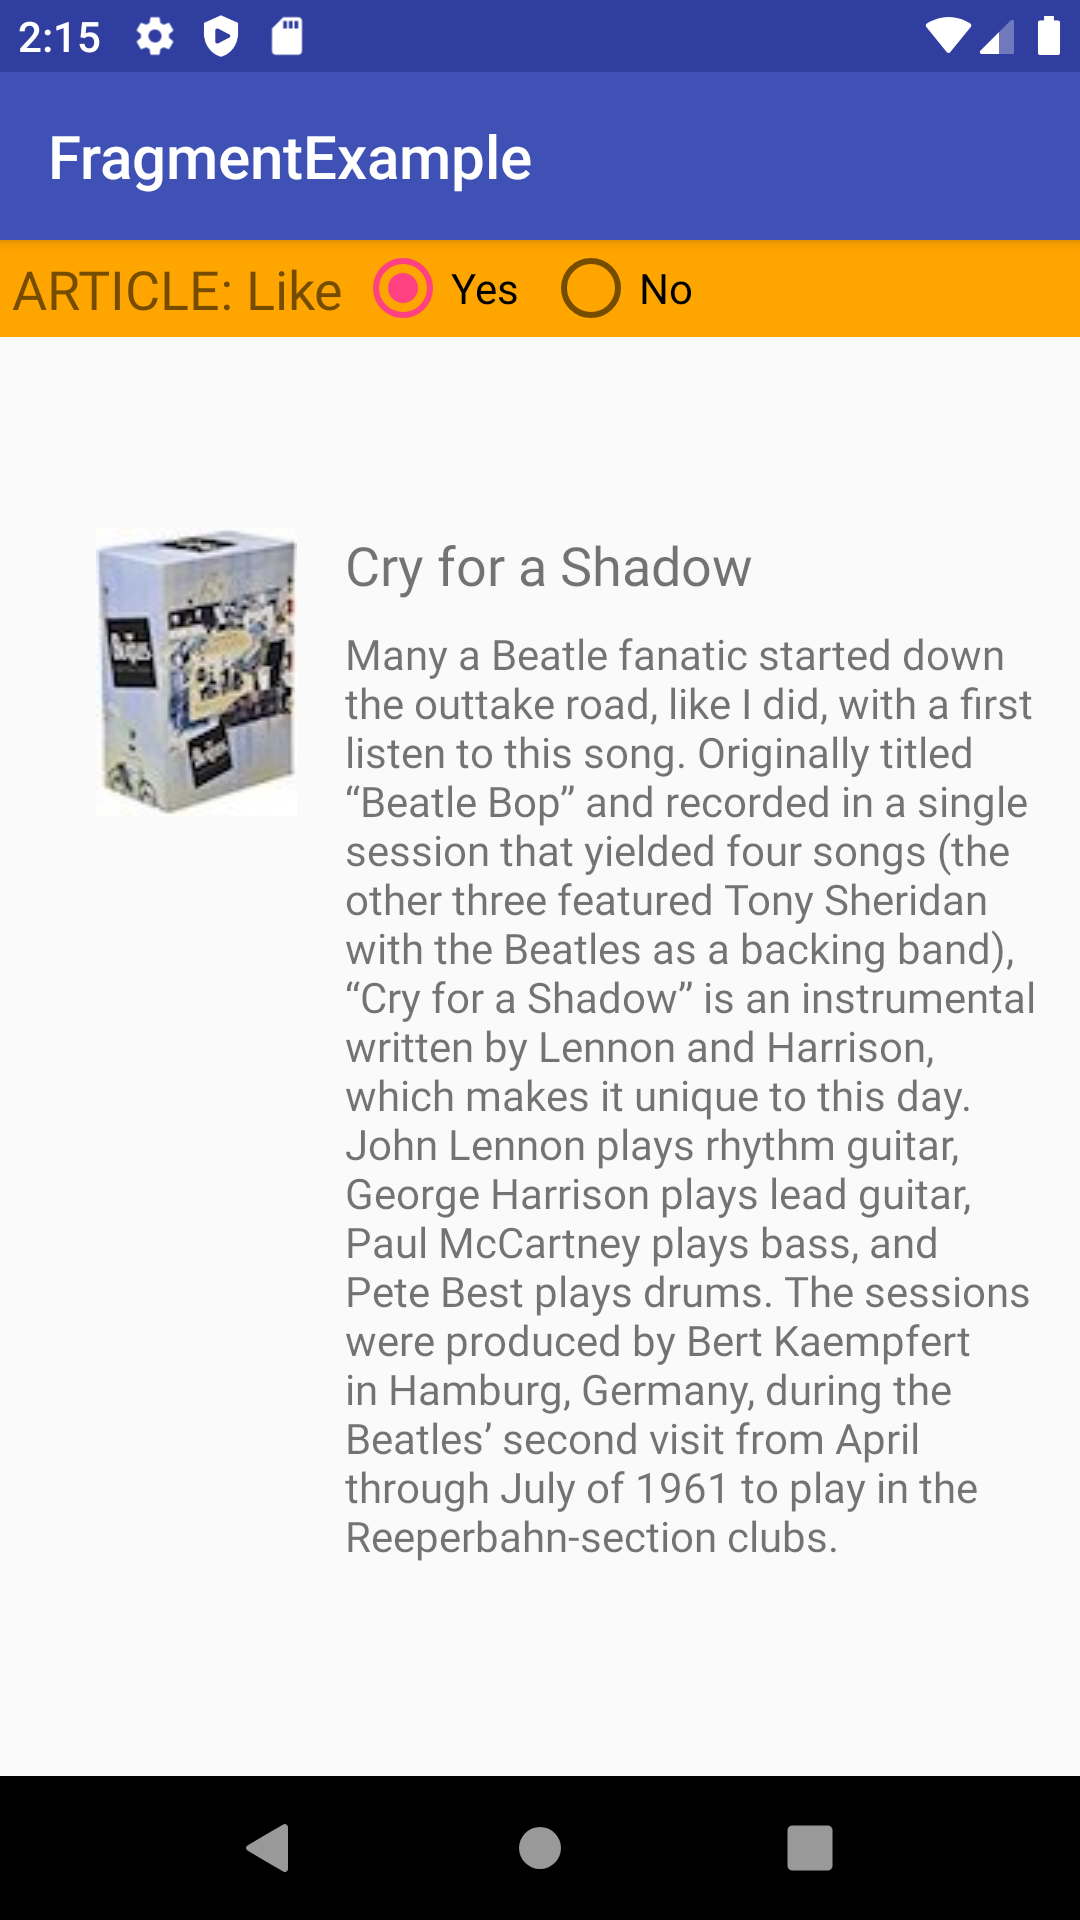 2:15
FragmentExample
ARTICLE: Like Yes No
Cry for a Shadow
Many a Beatle fanatic started down
the outtake road, like I did, with a first
listen to this song. Originally titled
“Beatle Bop” and recorded in a single
session that yielded four songs (the
other three featured Tony Sheridan
with the Beatles as a backing band),
“Cry for a Shadow” is an instrumental
written by Lennon and Harrison,
which makes it unique to this day.
John Lennon plays rhythm guitar,
George Harrison plays lead guitar,
Paul McCartney plays bass, and
Pete Best plays drums. The sessions
were produced by Bert Kaempfert
in Hamburg, Germany, during the
Beatles’ second visit from April
through July of 1961 to play in the
Reeperbahn-section clubs.